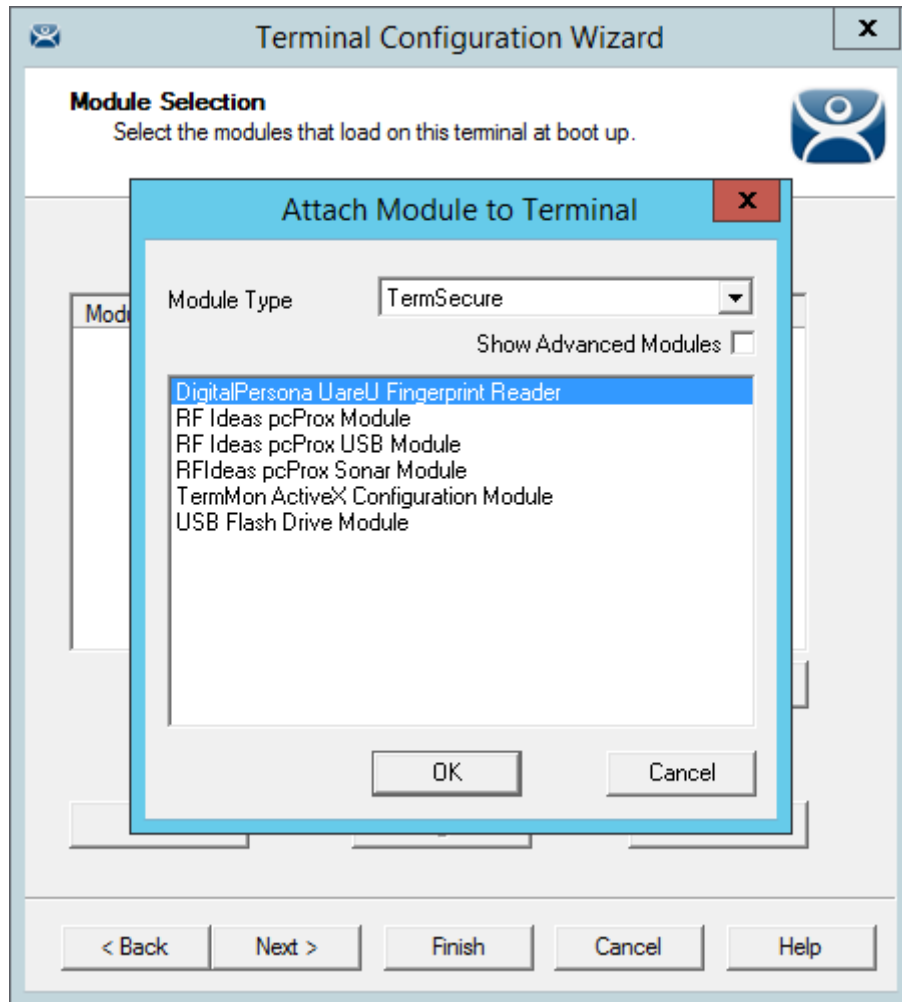 Terminal Configuration Wizard
x
Module Selection
Select the modules that load on this terminal at boot up.
Attach Module to Terminal
x
Module Type
TermSecure
Show Advanced Modules
DigitalPersona UareU Fingerprint Reader
RF Ideas pcProx Module
RF Ideas pcProx USB Module
RFIdeas pcProx Sonar Module
TermMon ActiveX Configuration Module
USB Flash Drive Module
OK
Cancel
< Back
Next >
Finish
Cancel
Help